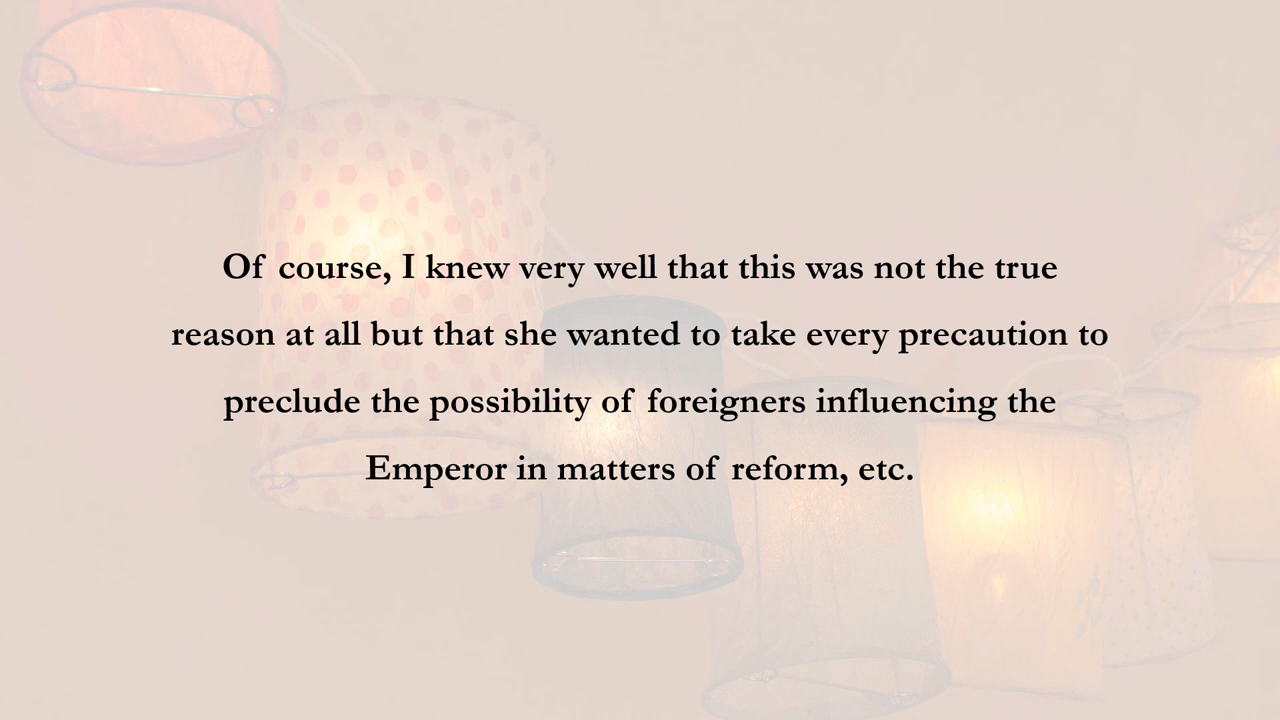 Of course, I knew very well that this was not the true
reason at all but that she wanted to take every precaution to
preclude the possibility of foreigners influencing the
Emperor in matters of reform, etc.